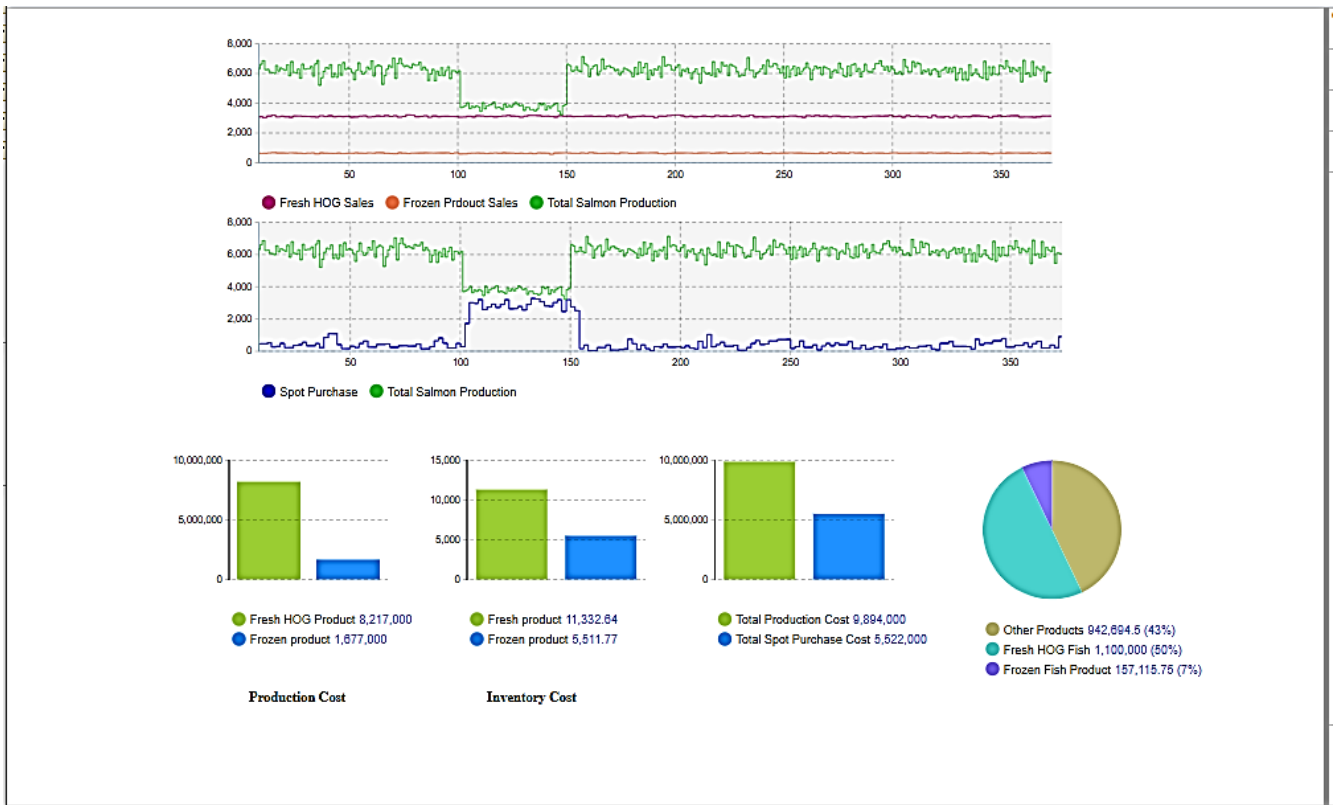 8,000
6,000
4,000
2,000
0
50 100 150 200 250 300 350
Fresh HOG Sales Frozen Prdouct Sales Total Salmon Production
8,000
6,000
4,000
2,000
0
50 100 150 200 250 300 350
Spot Purchase Total Salmon Production
10,000,000
5,000,000
0
Fresh HOG Product 8,217,000
Frozen product 1,677,000
Production Cost
15,000
10,000
5,000
0
Fresh product 11,332.64
Frozen product 5,511.77
Inventory Cost
10,000,000
5,000,000
0
Total Production Cost 9,894,000
Total Spot Purchase Cost 5,522,000
Other Products 942,694.5 (43%)
Fresh HOG Fish 1,100,000 (50%)
Frozen Fish Product 157,115.75 (7%)